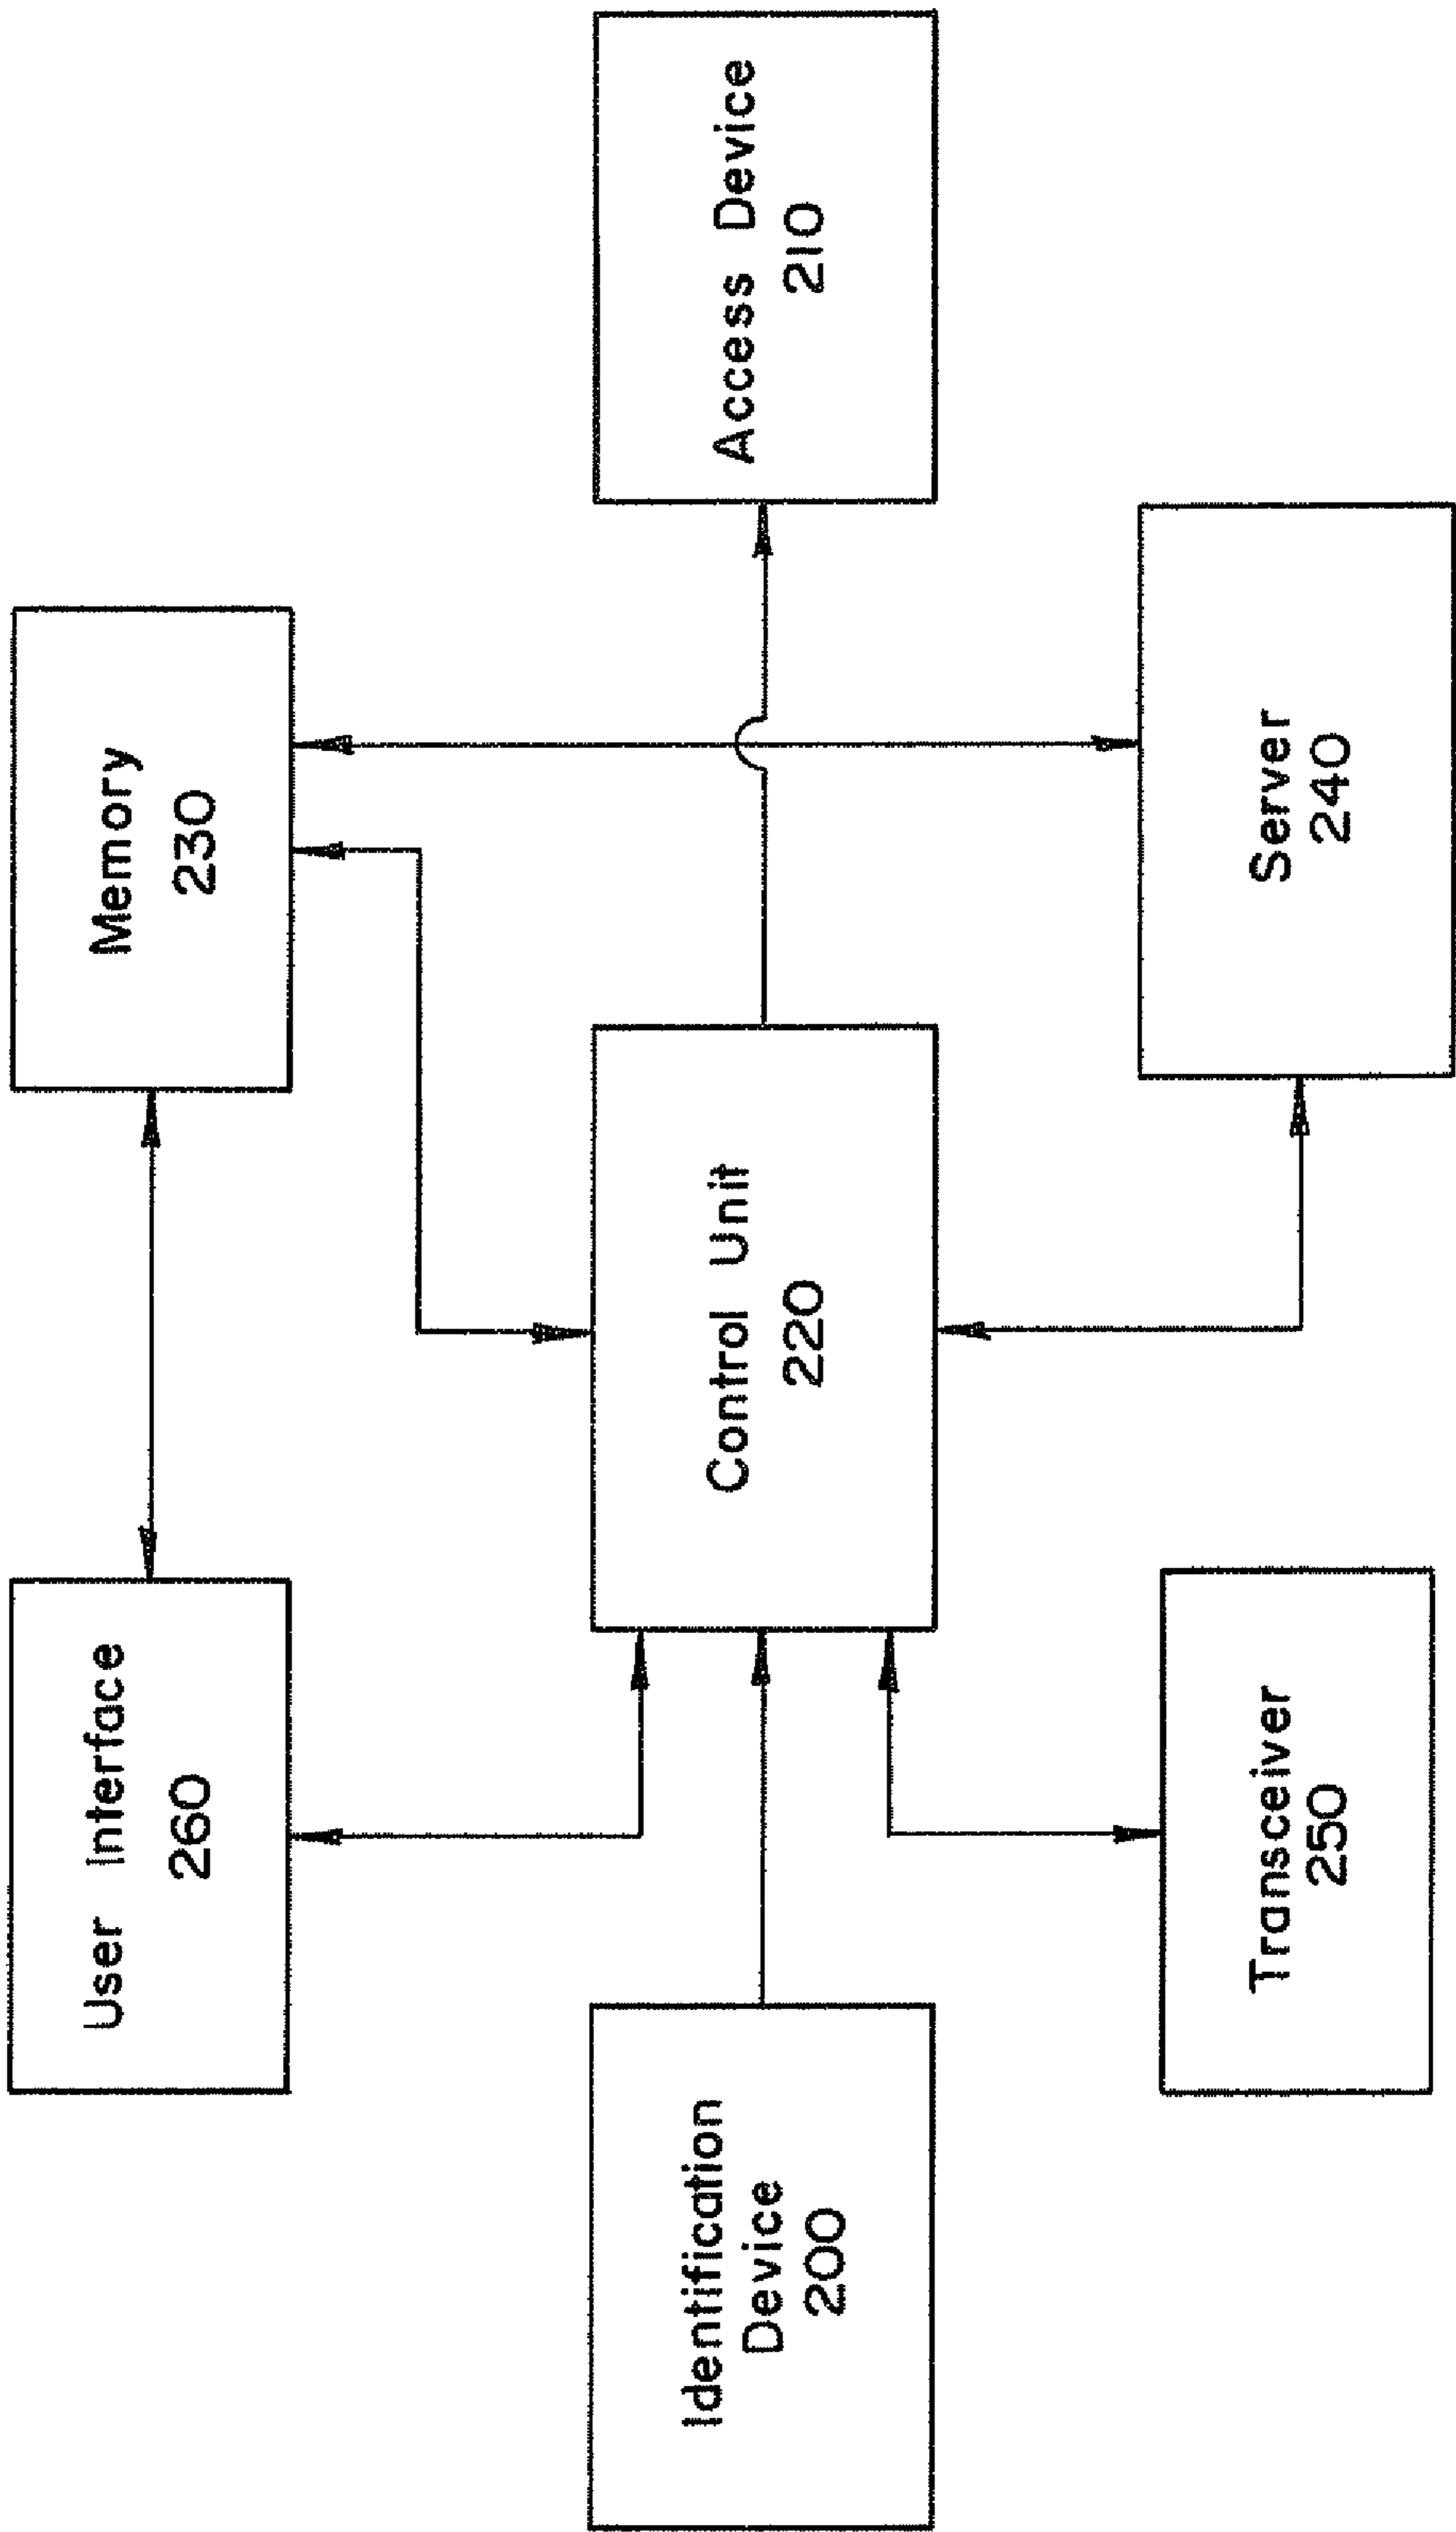 User Interface
260
Memory
230
Identification
Device
200
Control Unit
220
Access Device
210
Transceiver
250
Server
240